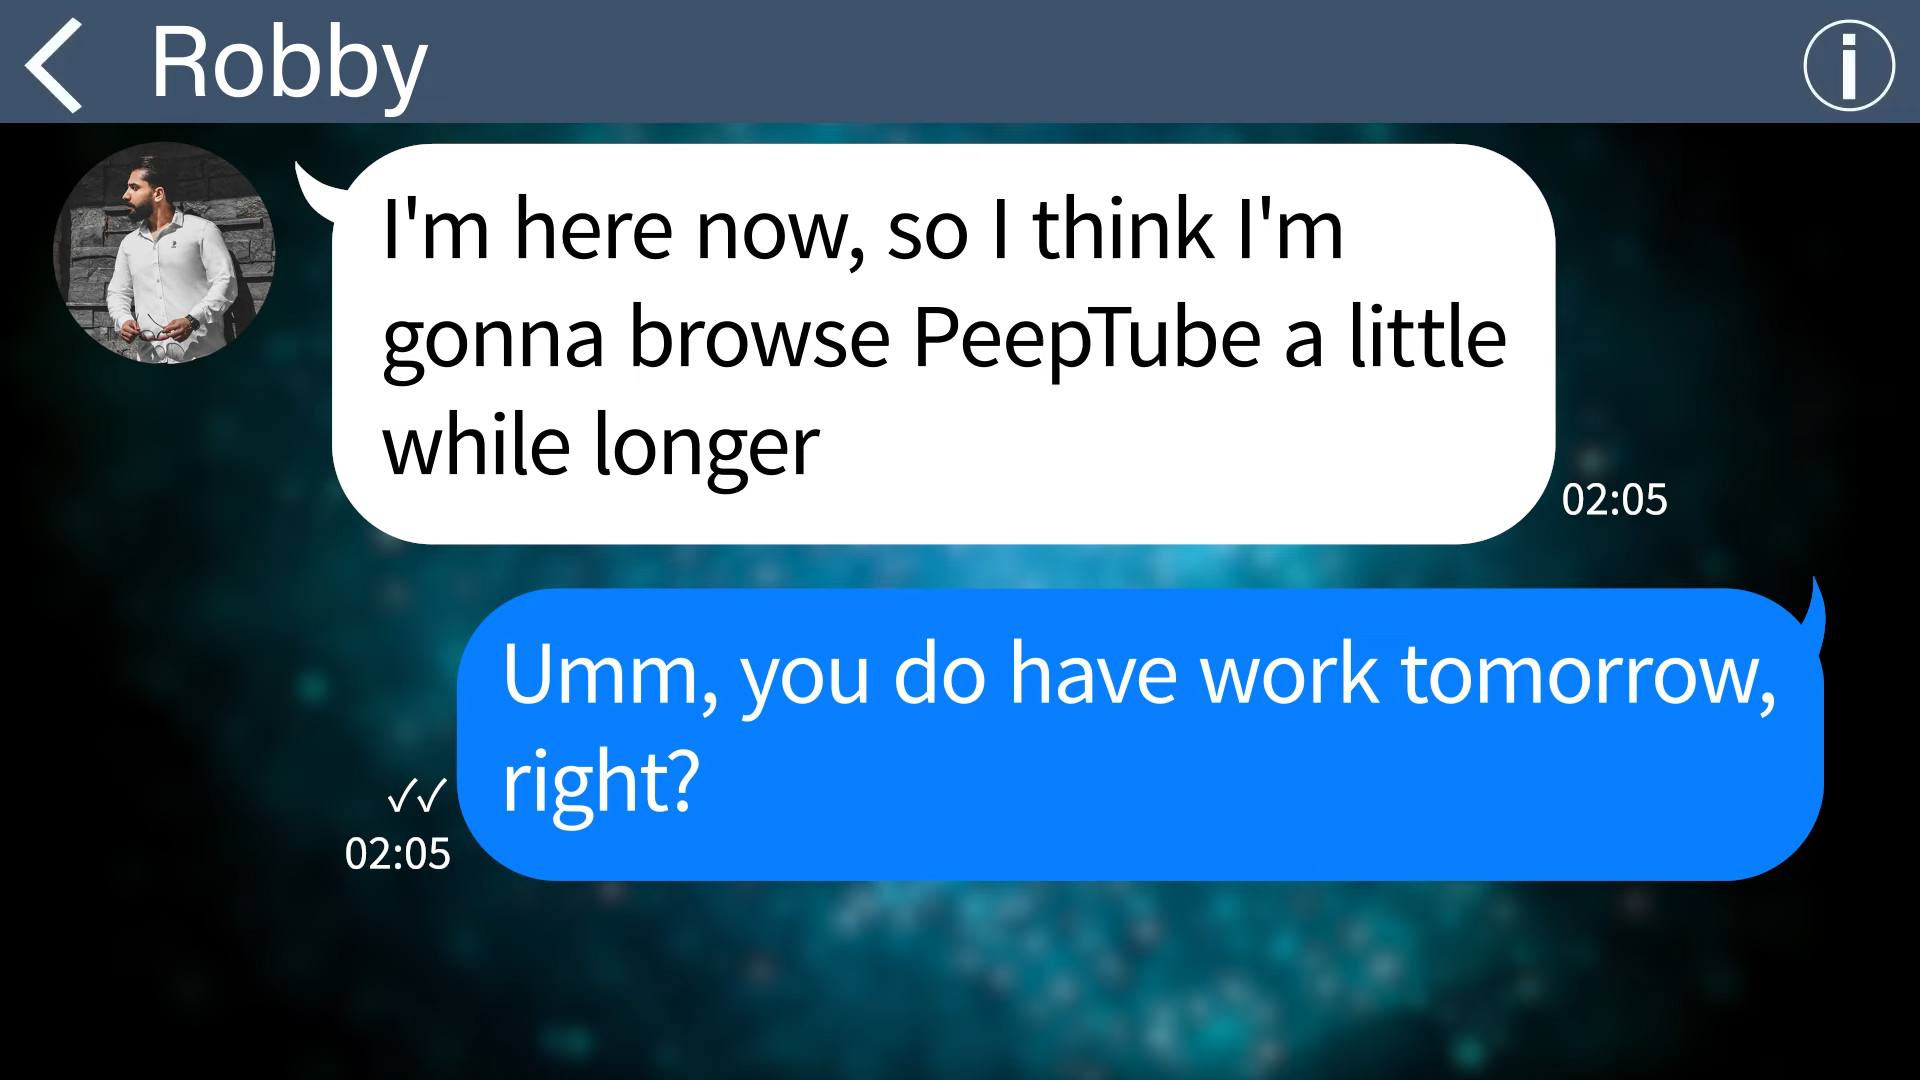 Robby
I'm here now, so I think I'm
gonna browse PeepTube a little
while longer
02:05
Umm, you do have work tomorrow,
right?
✓✓
02:05